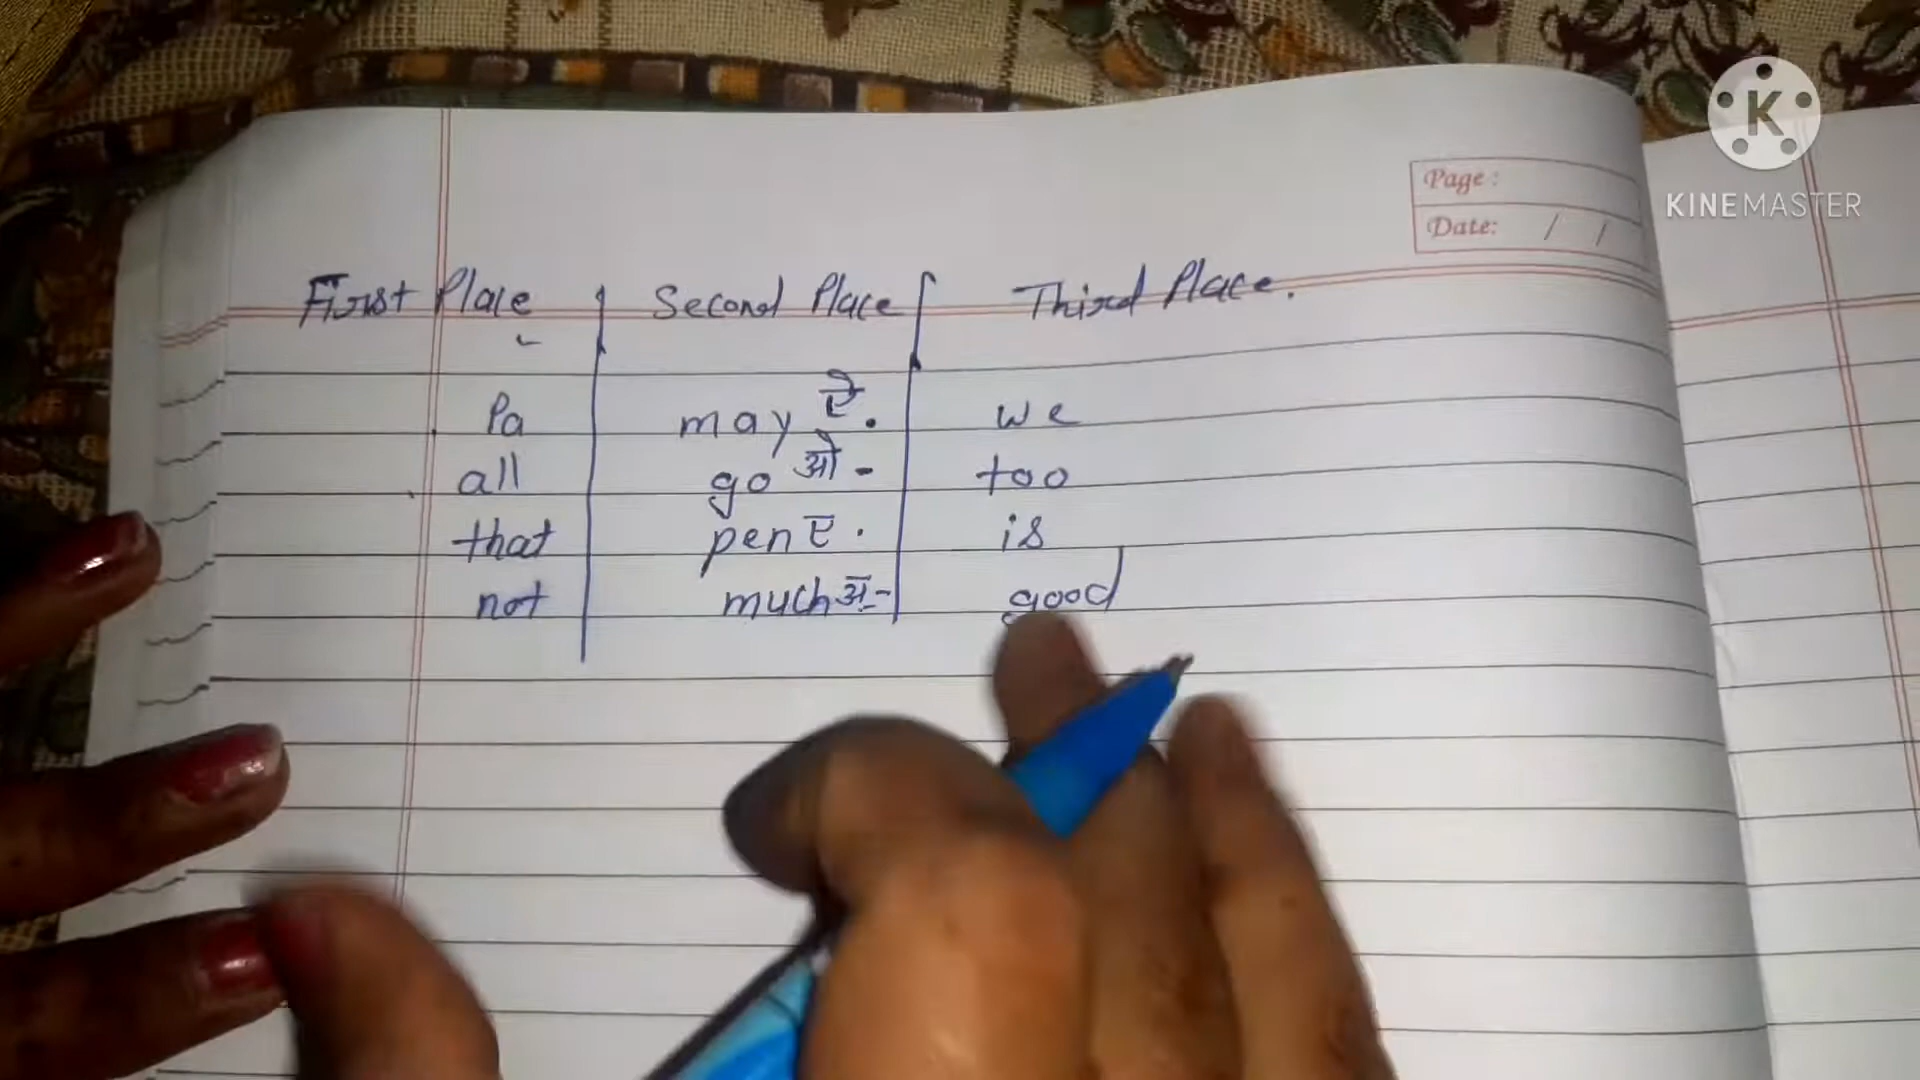 K
KINEMASTER
Page :
Date: / /
First Place Second Place Third Place.
Pa may ऐ. we
all go ओ- too
that pen ए. is
not much अ- good